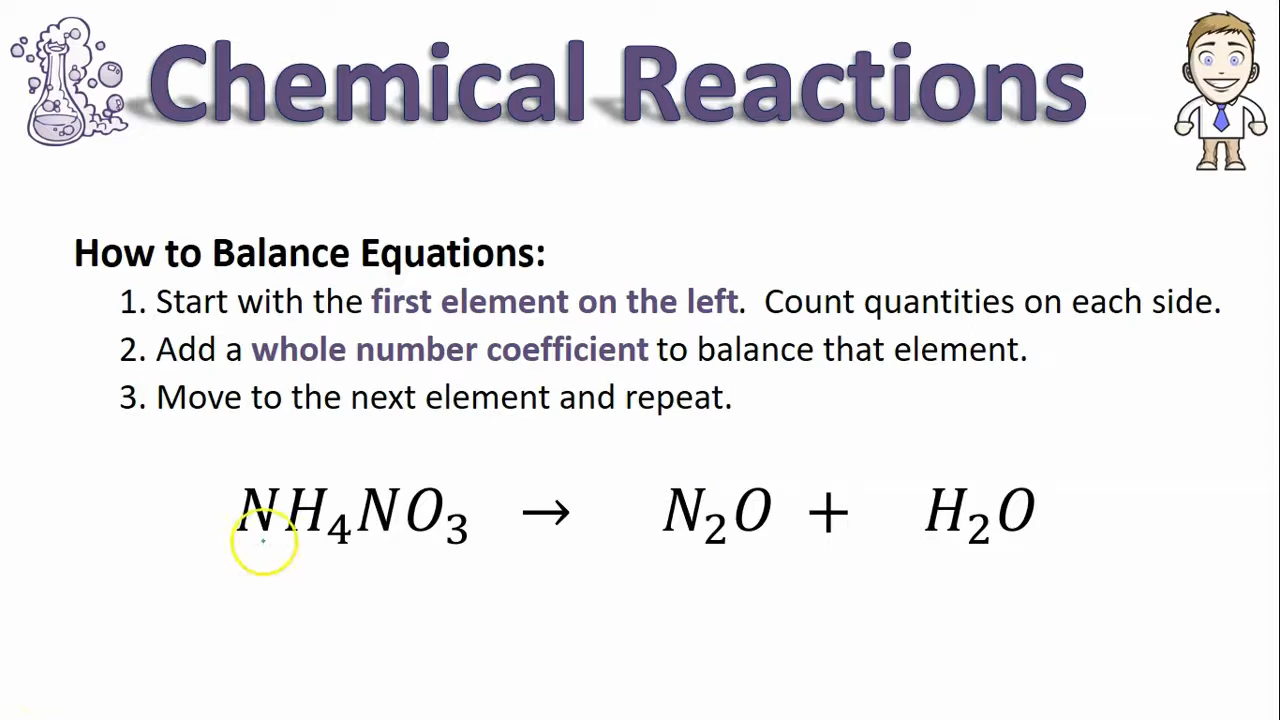 Chemical Reactions
How to Balance Equations:
1. Start with the first element on the left. Count quantities on each side.
2. Add a whole number coefficient to balance that element.
3. Move to the next element and repeat.
NH₄NO₃ → N₂O + H₂O